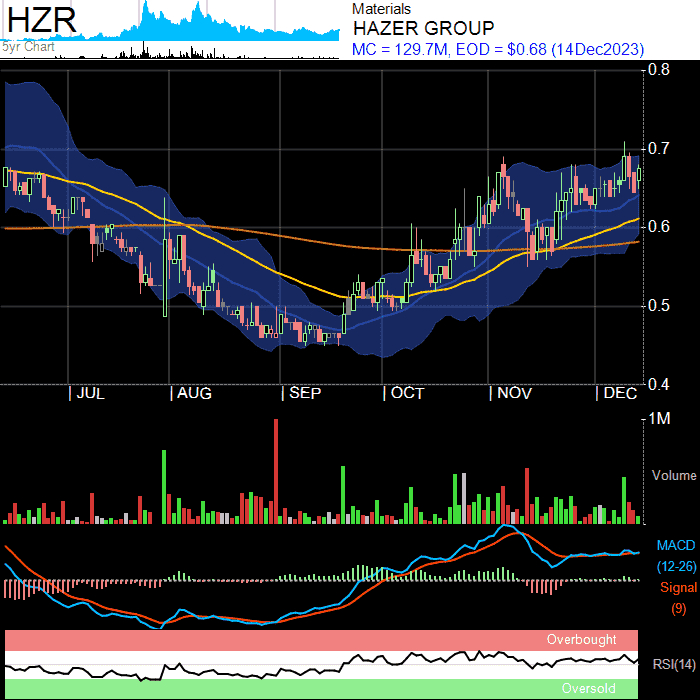 HZR
5yr Chart
Materials
HAZER GROUP
MC = 129.7M, EOD = $0.68 (14Dec2023)
0.8
0.7
0.6
0.5
0.4
JUL
AUG
SEP
OCT
NOV
DEC
1M
Volume
MACD
(12-26)
Signal
(9)
Overbought
RSI(14)
Oversold